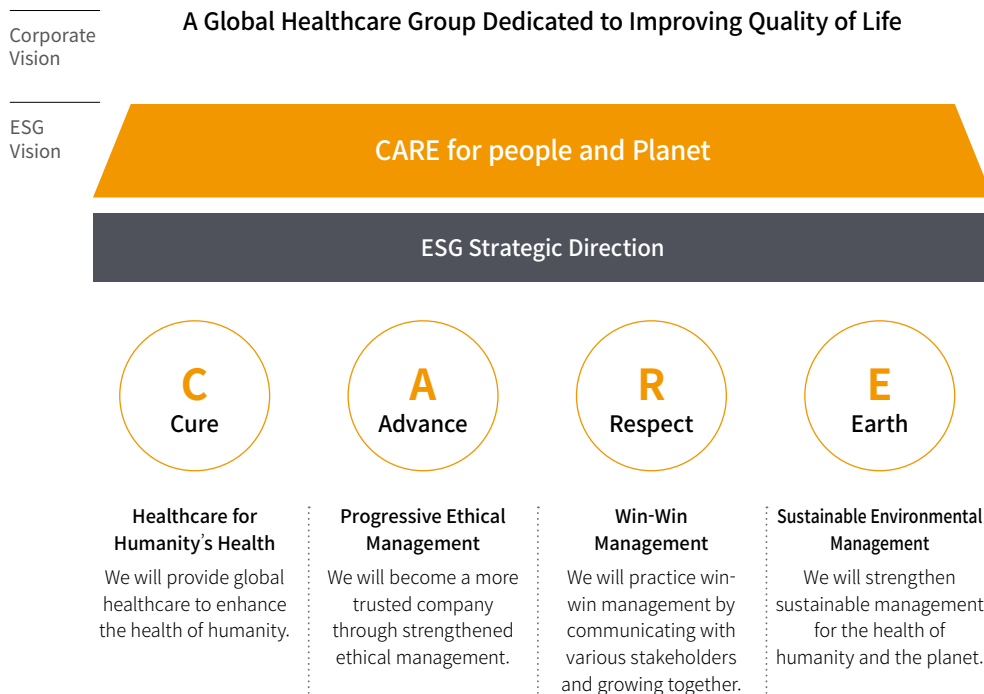 Corporate
Vision
A Global Healthcare Group Dedicated to Improving Quality of Life
ESG
Vision
CARE for people and Planet
ESG Strategic Direction
C
Cure
A
Advance
R
Respect
E
Earth
Healthcare for
Humanity's Health
We will provide global
healthcare to enhance
the health of humanity.
Progressive Ethical
Management
We will become a more
trusted company
through strengthened
ethical management.
Win-Win
Management
We will practice win-
win management by
communicating with
various stakeholders
and growing together.
Sustainable Environmental
Management
We will strengthen
sustainable management
for the health of
humanity and the planet.